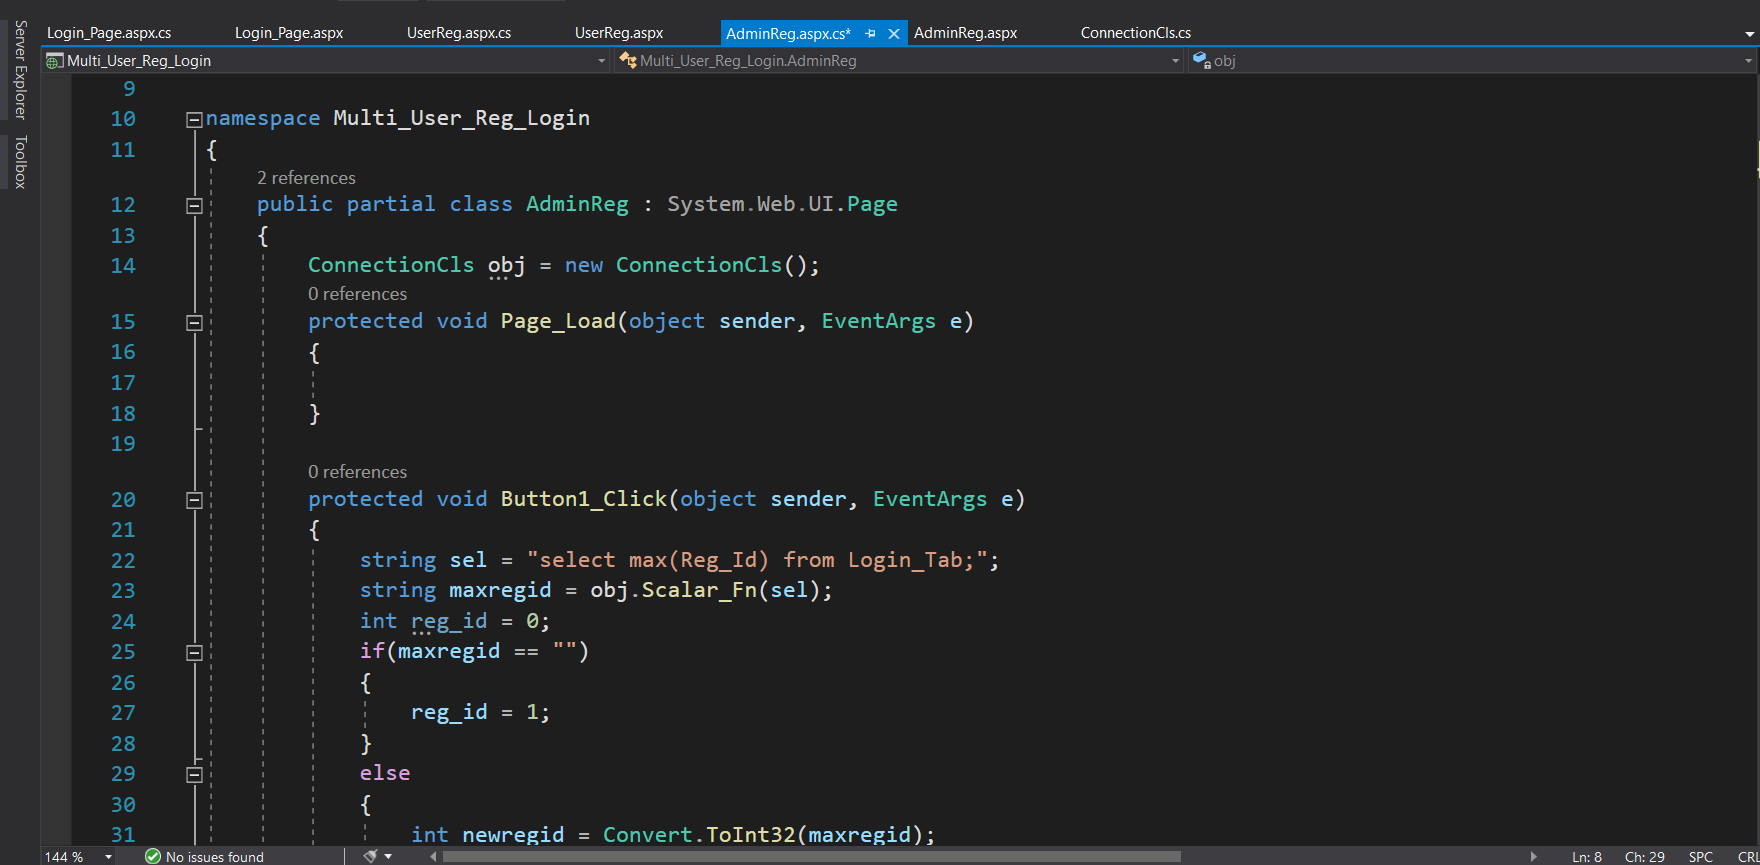 Server Explorer
Toolbox
Login_Page.aspx.cs Login_Page.aspx UserReg.aspx.cs UserReg.aspx AdminReg.aspx.cs* AdminReg.aspx ConnectionCls.cs
Multi_User_Reg_Login Multi_User_Reg_Login.AdminReg obj
9
10 namespace Multi_User_Reg_Login
11 {
2 references
12 public partial class AdminReg : System.Web.UI.Page
13 {
14 ConnectionCls obj = new ConnectionCls();
0 references
15 protected void Page_Load(object sender, EventArgs e)
16 {
17
18 }
19
0 references
20 protected void Button1_Click(object sender, EventArgs e)
21 {
22 string sel = "select max(Reg_Id) from Login_Tab;";
23 string maxregid = obj.Scalar_Fn(sel);
24 int reg_id = 0;
25 if(maxregid == "")
26 {
27 reg_id = 1;
28 }
29 else
30 {
31 int newregid = Convert.ToInt32(maxregid);
144 % No issues found Ln: 8 Ch: 29 SPC CRL